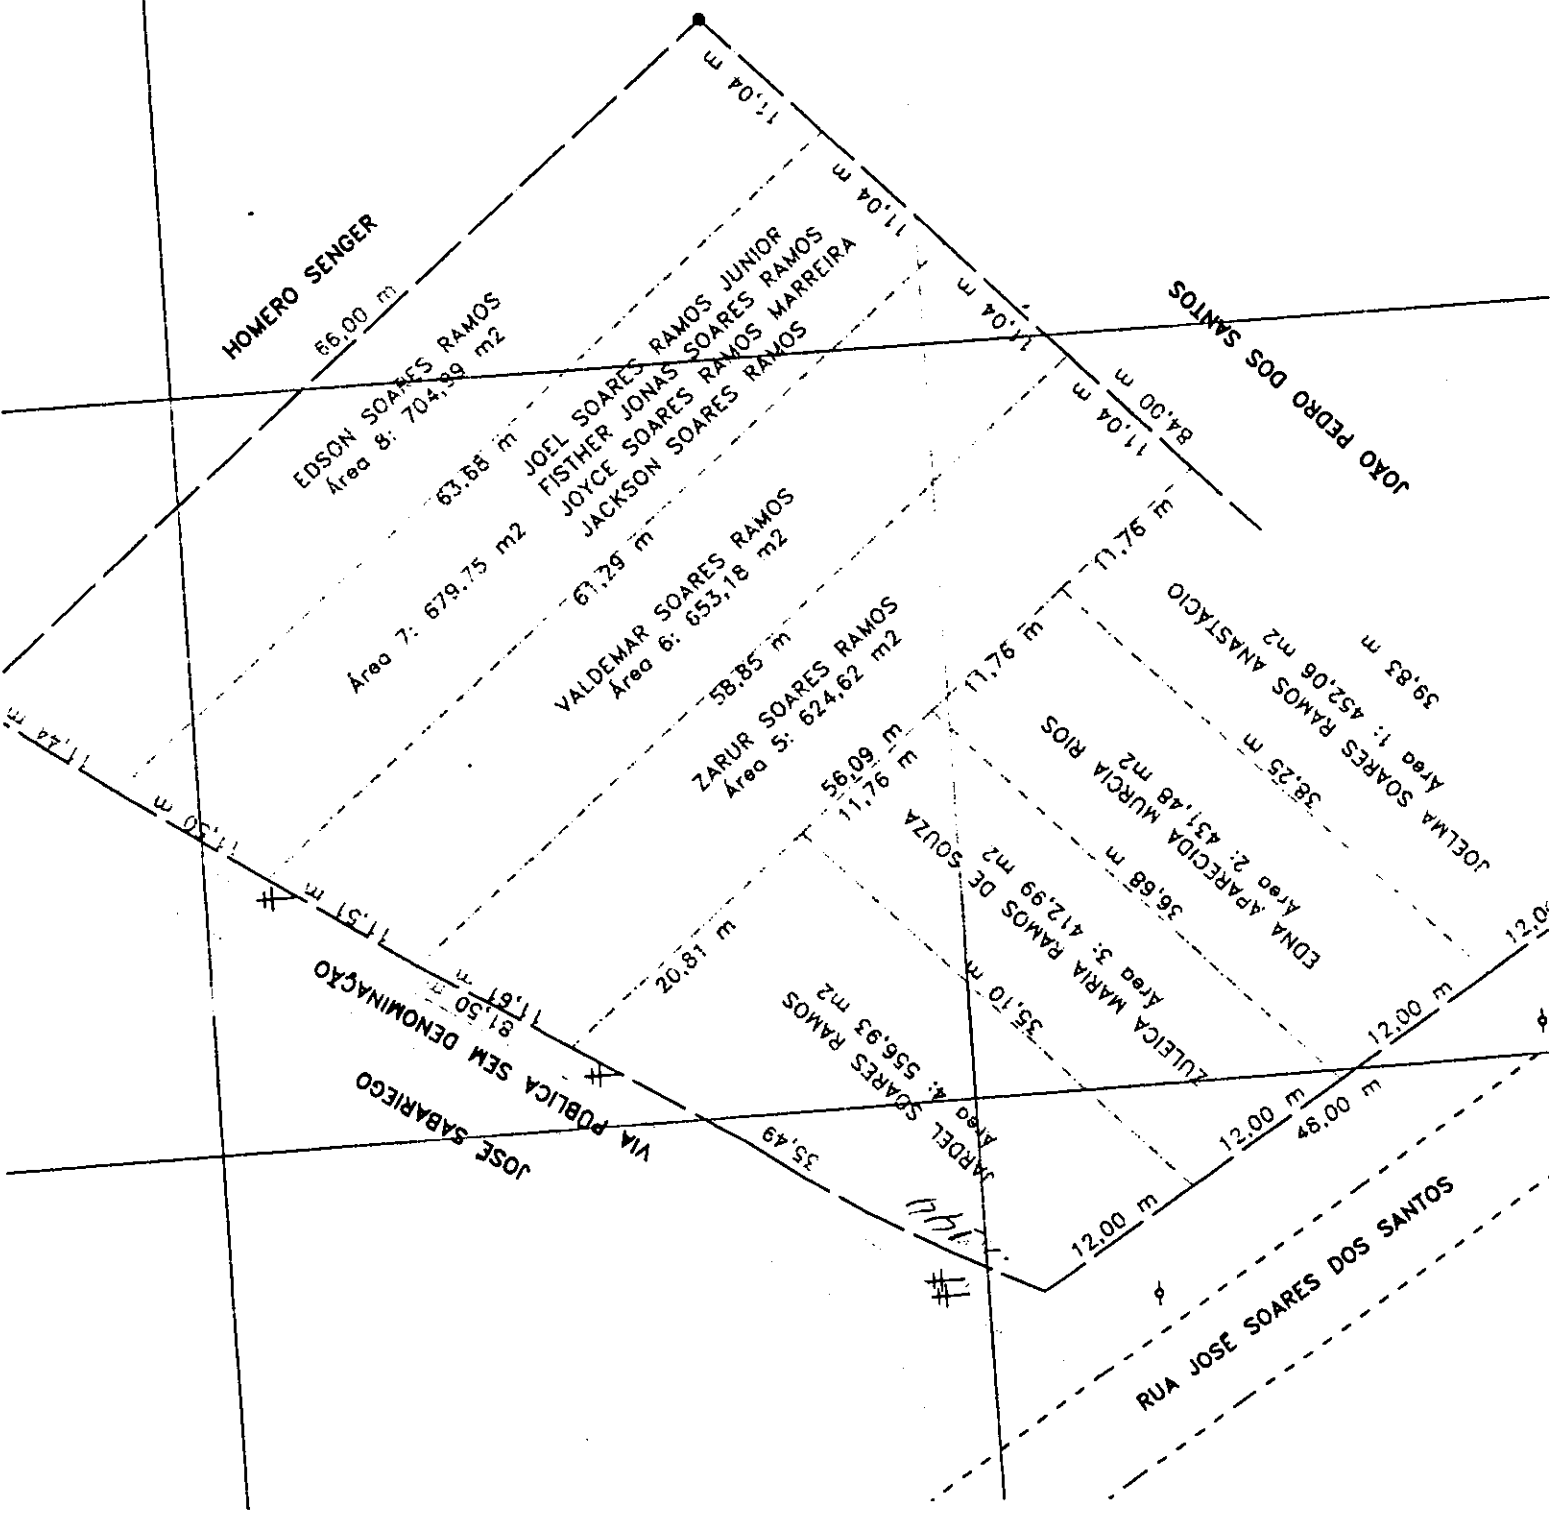 HOMERO SENGER
66,00 m
11,04 m
11,04 m
11,04 m
11,04 m
84,00 m
JOÃO PEDRO DOS SANTOS
EDSON SOARES RAMOS
Área 8: 704,99 m2
63,68 m
JOEL SOARES RAMOS JUNIOR
FISTHER JONAS SOARES RAMOS
JOYCE SOARES RAMOS MARREIRA
JACKSON SOARES RAMOS
Área 7: 679,75 m2
61,29 m
VALDEMAR SOARES RAMOS
Área 6: 653,18 m2
58,85 m
ZARUR SOARES RAMOS
Área 5: 624,62 m2
56,09 m
11,76 m
11,76 m
11,76 m
20,81 m
JOELMA SOARES RAMOS ANASTÁCIO
Área 1: 452,06 m2
39,83 m
38,25 m
EDNA APARECIDA MURCIA RIOS
Área 2: 431,48 m2
36,68 m
ZULEICA MARIA RAMOS DE SOUZA
Área 3: 412,99 m2
35,10 m
JARDEL SOARES RAMOS
Área 4: 556,93 m2
11,44 m
11,50 m
11,51 m
11,61 m
81,50 m
35,49
VIA PÚBLICA SEM DENOMINAÇÃO
JOSE SABARIEGO
12,00 m
12,00 m
12,00 m
48,00 m
RUA JOSÉ SOARES DOS SANTOS